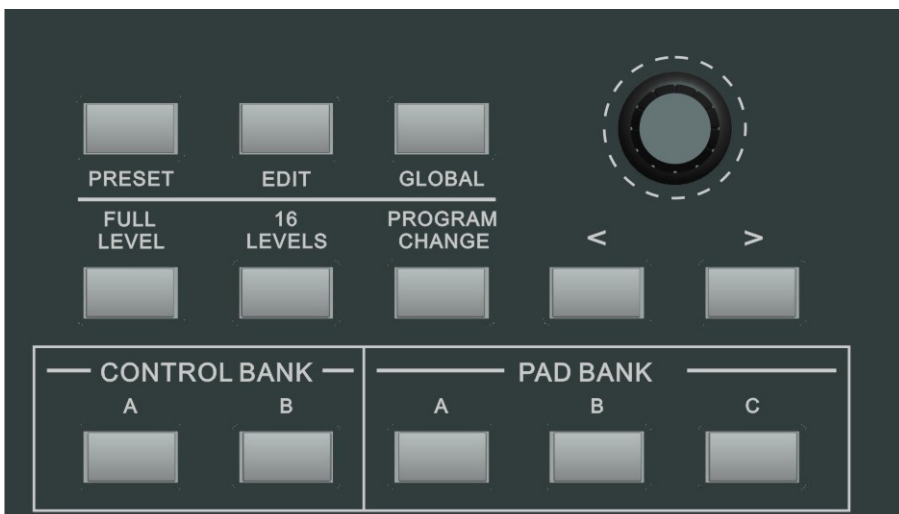 PRESET EDIT GLOBAL
FULL LEVEL 16 LEVELS PROGRAM CHANGE < >
CONTROL BANK PAD BANK
A B A B C